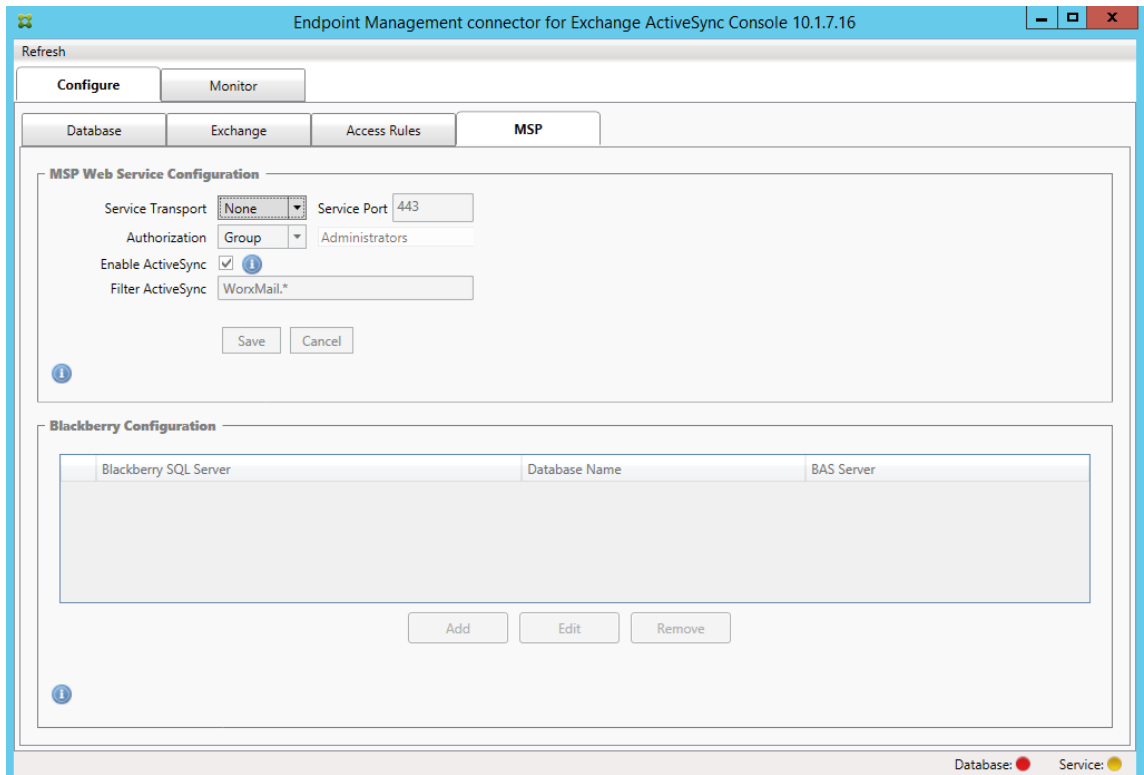 Endpoint Management connector for Exchange ActiveSync Console 10.1.7.16
Refresh
Configure Monitor
Database Exchange Access Rules MSP
MSP Web Service Configuration
Service Transport None Service Port 443
Authorization Group Administrators
Enable ActiveSync
Filter ActiveSync WorxMail.*
Save Cancel
Blackberry Configuration
Blackberry SQL Server Database Name BAS Server
Add Edit Remove
Database: Service: